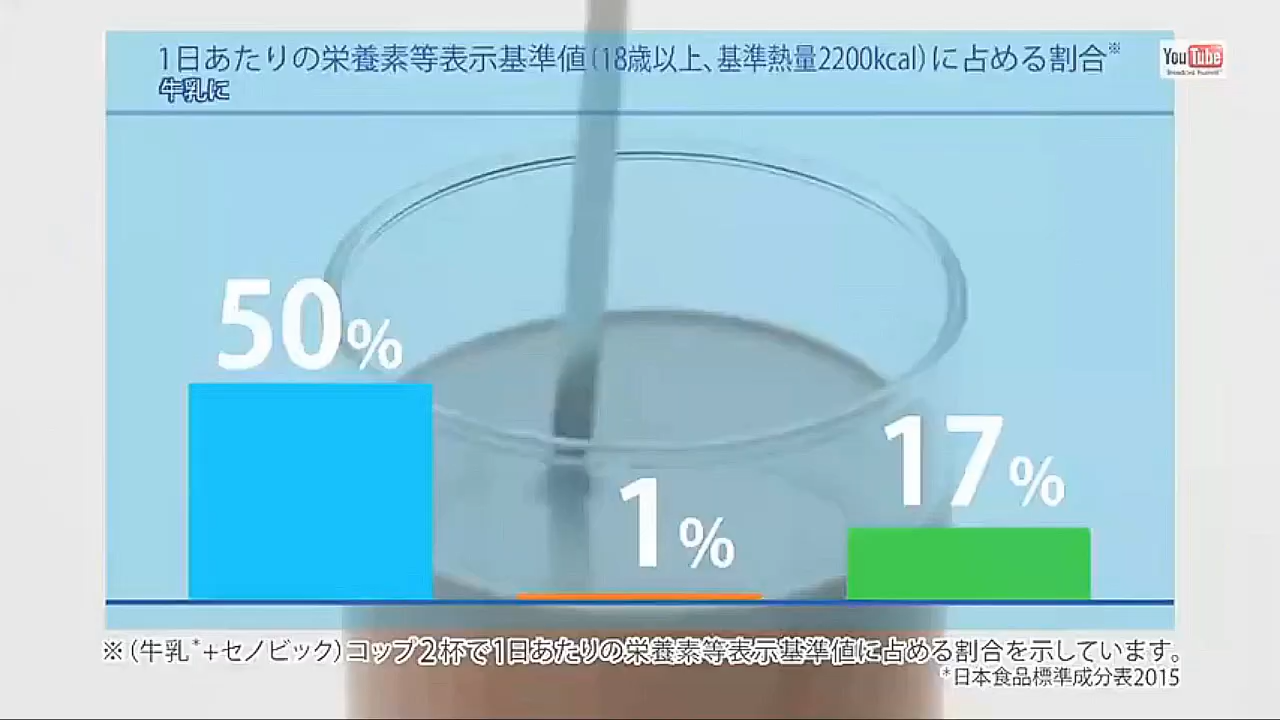 1日あたりの栄養素等表示基準値(18歳以上、基準熱量2200kcal)に占める割合※
牛乳に
YouTube
50%
1%
17%
※(牛乳*+セノビック)コップ2杯で1日あたりの栄養素等表示基準値に占める割合を示しています。
*日本食品標準成分表2015